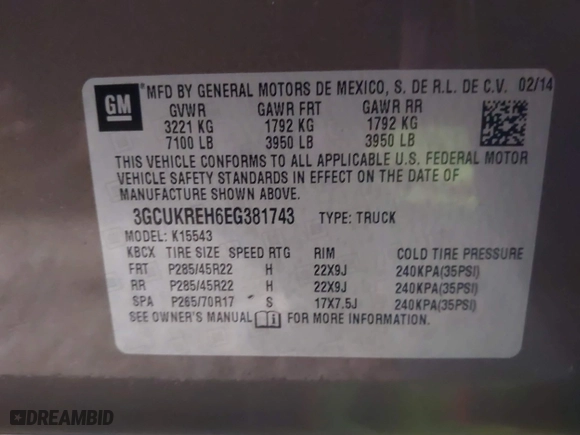 GM
® MFD BY GENERAL MOTORS DE MEXICO, S. DE R.L. DE C.V. 02/14
GVWR GAWR FRT GAWR RR
3221 KG 1792 KG 1792 KG
7100 LB 3950 LB 3950 LB
THIS VEHICLE CONFORMS TO ALL APPLICABLE U.S. FEDERAL MOTOR
VEHICLE SAFETY STANDARDS IN EFFECT ON THE DATE OF
MANUFACTURE SHOWN ABOVE.
3GCUKREH6EG381743 TYPE: TRUCK
MODEL: K15543
KBCX TIRE SIZE SPEED RTG RIM COLD TIRE PRESSURE
FRT P285/45R22 H 22X9J 240KPA(35PSI)
RR P285/45R22 H 22X9J 240KPA(35PSI)
SPA P265/70R17 S 17X7.5J 240KPA(35PSI)
SEE OWNER'S MANUAL FOR MORE INFORMATION.
DREAMBID